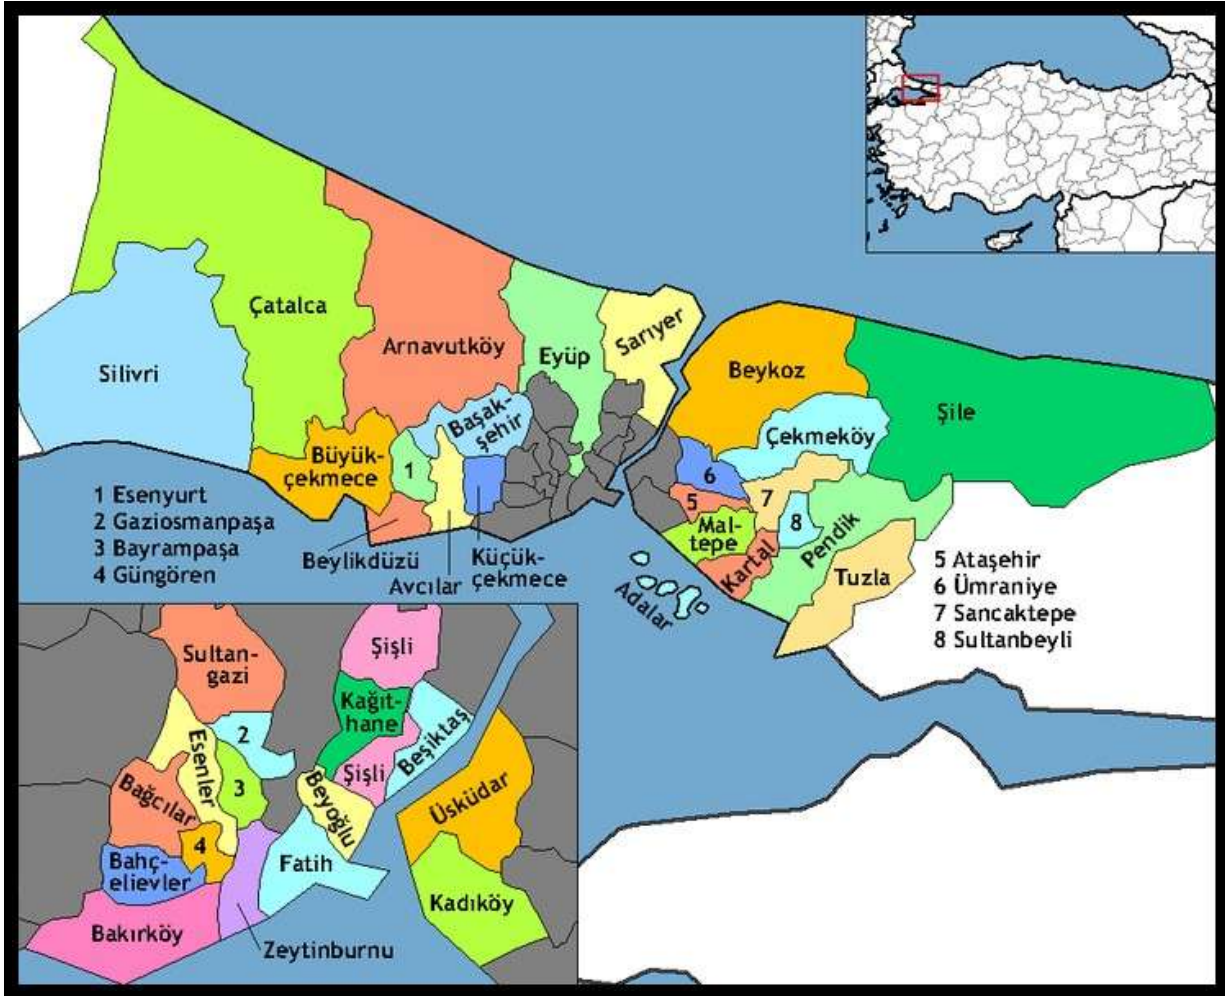 Çatalca
Silivri
Arnavutköy
Eyüp
Sarıyer
Beykoz
Şile
Başak-
şehir
Büyük-
çekmece
1
Çekmeköy
6
7
5
8
Mal-
tepe
Kartal
Pendik
Tuzla
Adalar
Beylikdüzü
Avcılar
Küçük-
çekmece
1 Esenyurt
2 Gaziosmanpaşa
3 Bayrampaşa
4 Güngören
5 Ataşehir
6 Ümraniye
7 Sancaktepe
8 Sultanbeyli
Sultan-
gazi
Şişli
Kağıt-
hane
2
Esenler
Beşiktaş
Şişli
3
Bağcılar
Beyoğlu
Üsküdar
4
Bahç-
elievler
Fatih
Kadıköy
Bakırköy
Zeytinburnu